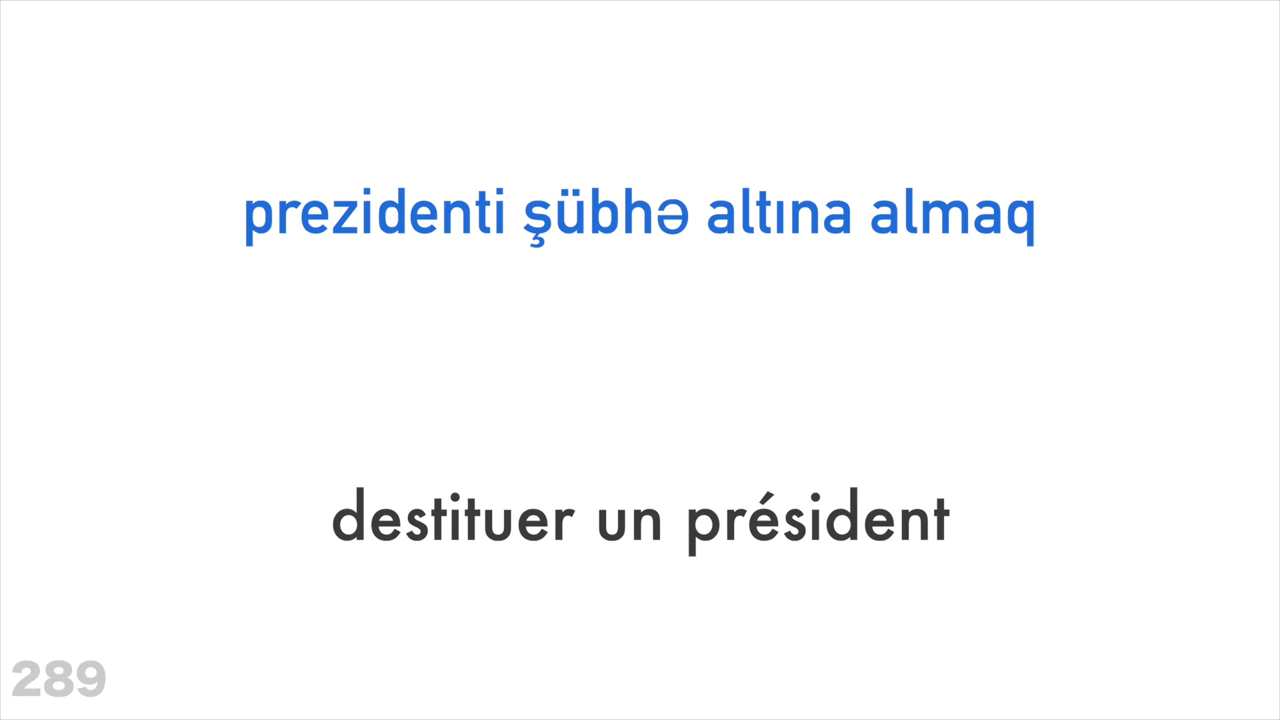 prezidenti şübhə altına almaq
destituer un président
289